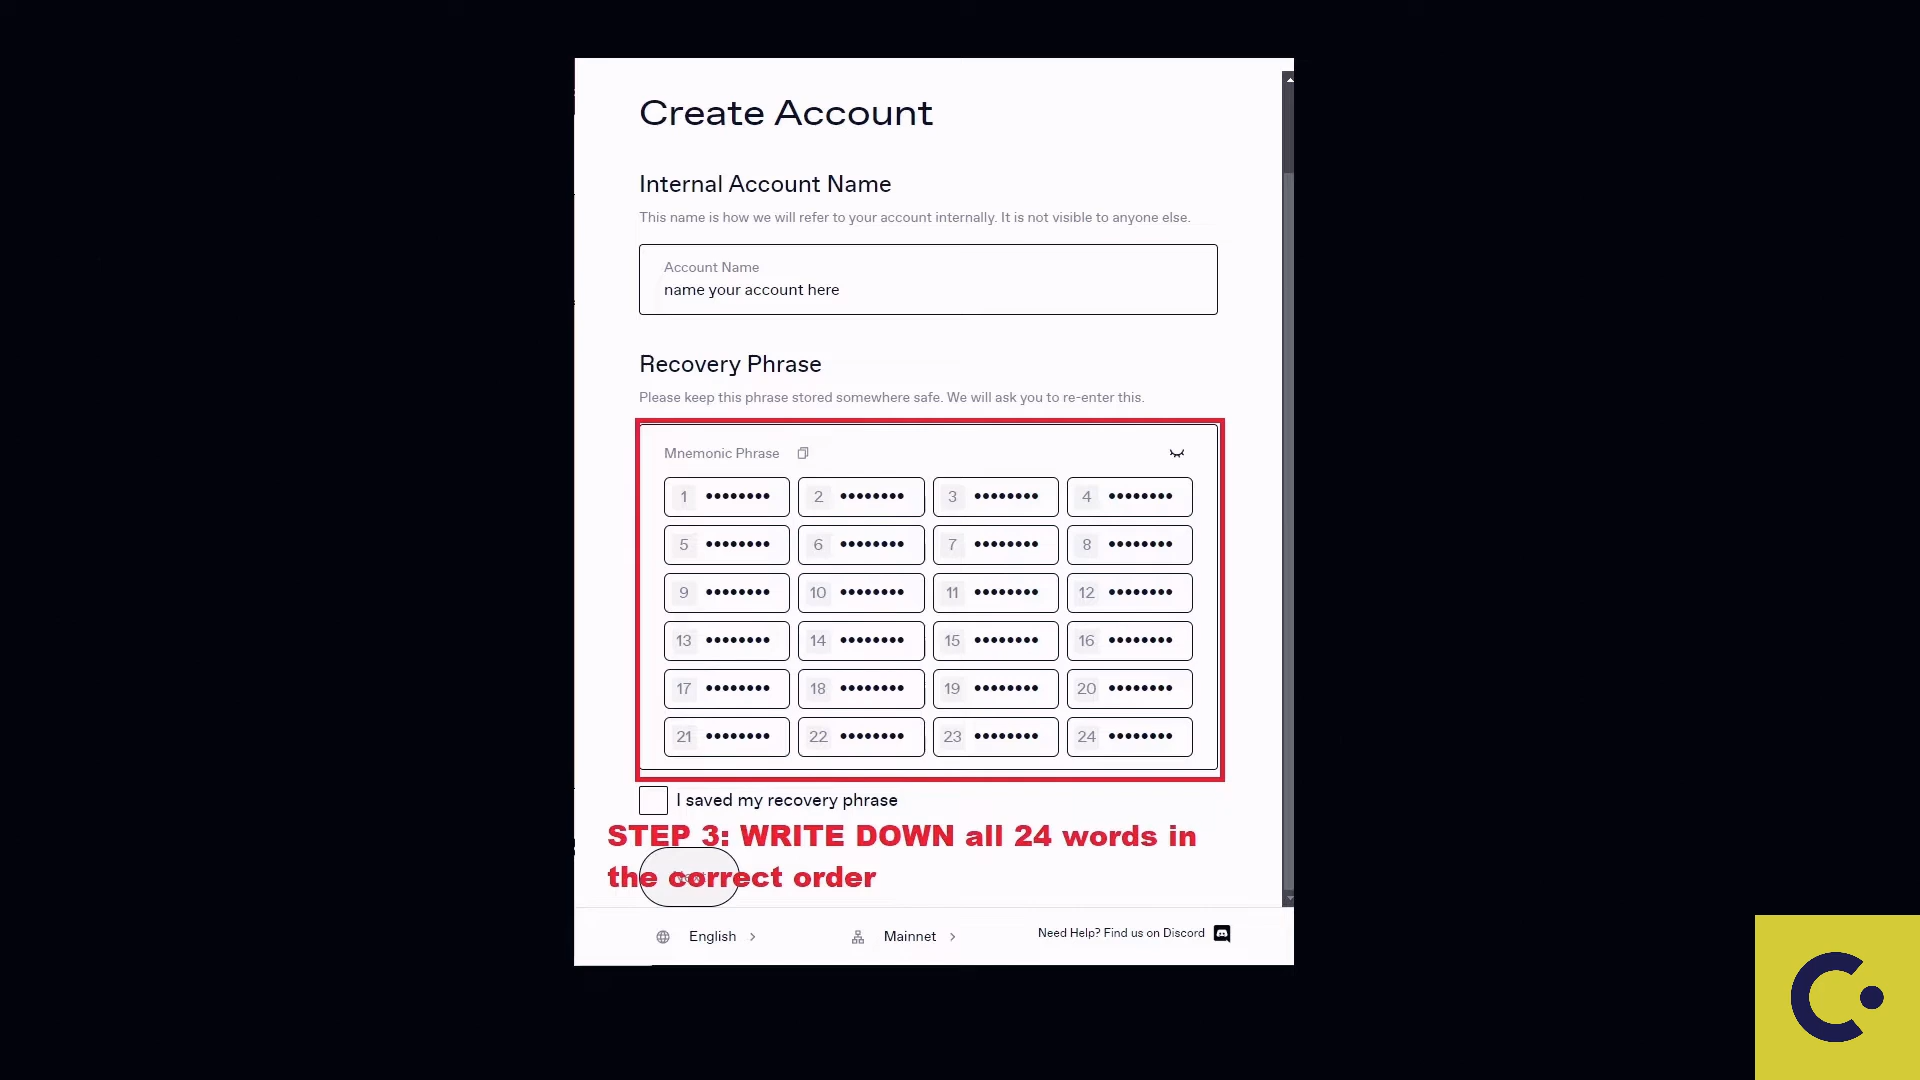 Create Account
Internal Account Name
This name is how we will refer to your account internally. It is not visible to anyone else.
Account Name
name your account here
Recovery Phrase
Please keep this phrase stored somewhere safe. We will ask you to re-enter this.
Mnemonic Phrase
1 •••••••• 2 •••••••• 3 •••••••• 4 ••••••••
5 •••••••• 6 •••••••• 7 •••••••• 8 ••••••••
9 •••••••• 10 •••••••• 11 •••••••• 12 ••••••••
13 •••••••• 14 •••••••• 15 •••••••• 16 ••••••••
17 •••••••• 18 •••••••• 19 •••••••• 20 ••••••••
21 •••••••• 22 •••••••• 23 •••••••• 24 ••••••••
I saved my recovery phrase
STEP 3: WRITE DOWN all 24 words in
the correct order
English
Mainnet
Need Help? Find us on Discord